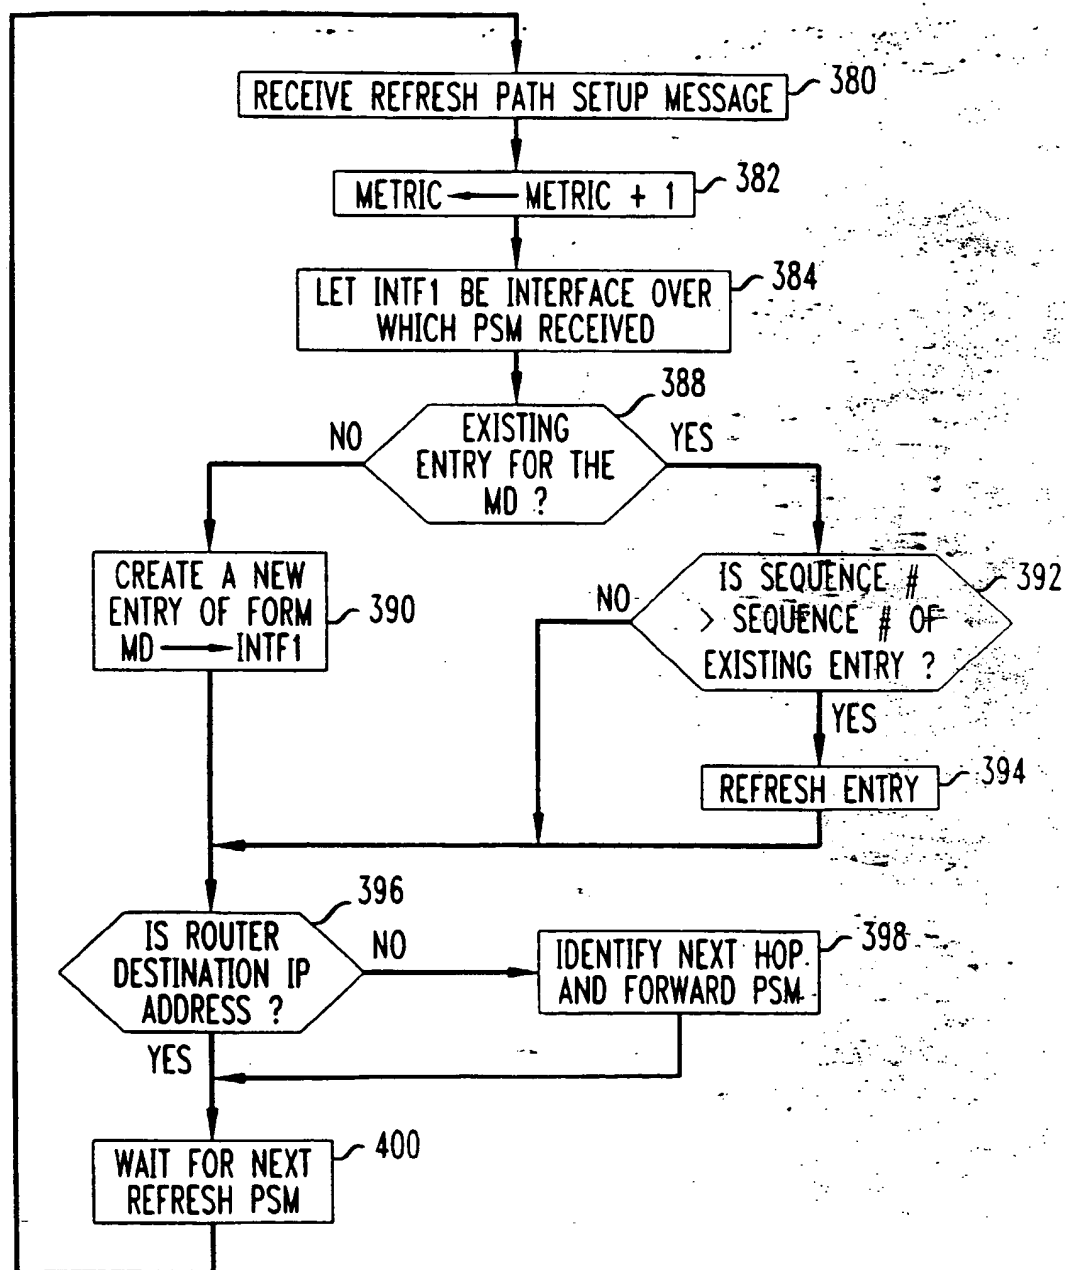 RECEIVE REFRESH PATH SETUP MESSAGE
380
METRIC METRIC + 1
382
LET INTF1 BE INTERFACE OVER
WHICH PSM RECEIVED
384
388
EXISTING
ENTRY FOR THE
MD ?
NO
YES
CREATE A NEW
ENTRY OF FORM
MD INTF1
390
IS SEQUENCE #
> SEQUENCE # OF
EXISTING ENTRY ?
392
NO
YES
REFRESH ENTRY
394
396
IS ROUTER
DESTINATION IP
ADDRESS ?
NO
YES
IDENTIFY NEXT HOP
AND FORWARD PSM
398
WAIT FOR NEXT
REFRESH PSM
400